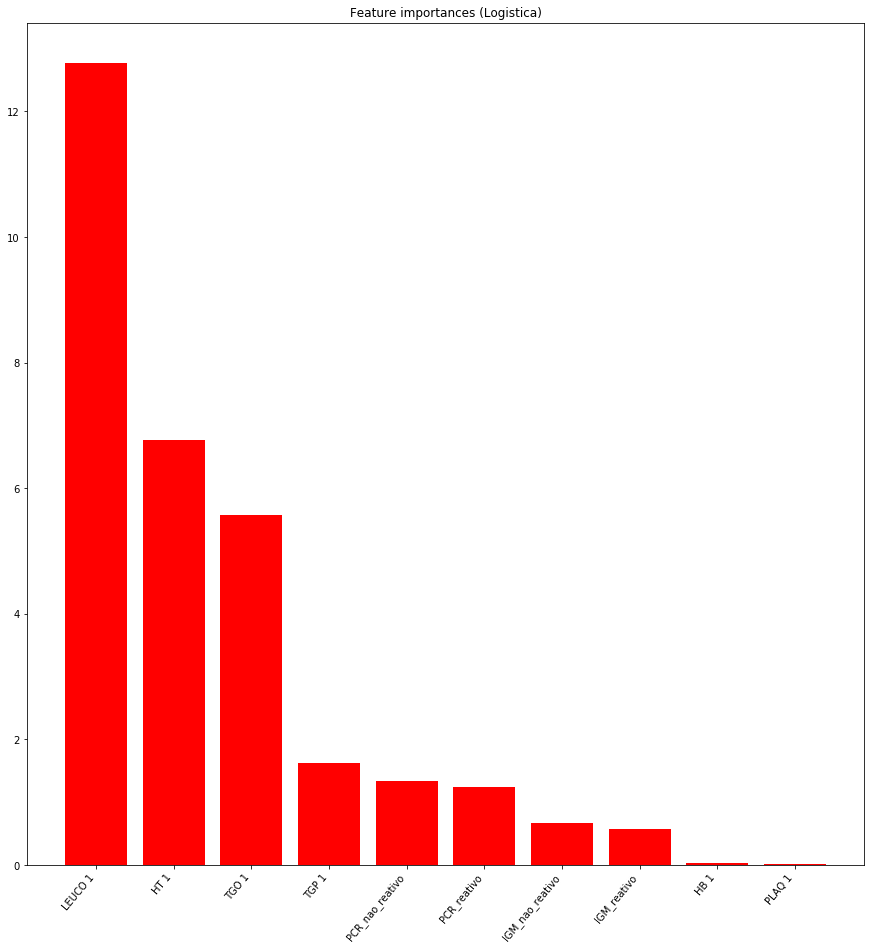 Feature importances (Logistica)
12
10
8
6
4
2
0
LEUCO 1
HT 1
TGO 1
TGP 1
PCR_nao_reativo
PCR_reativo
IGM_nao_reativo
IGM_reativo
HB 1
PLAQ 1